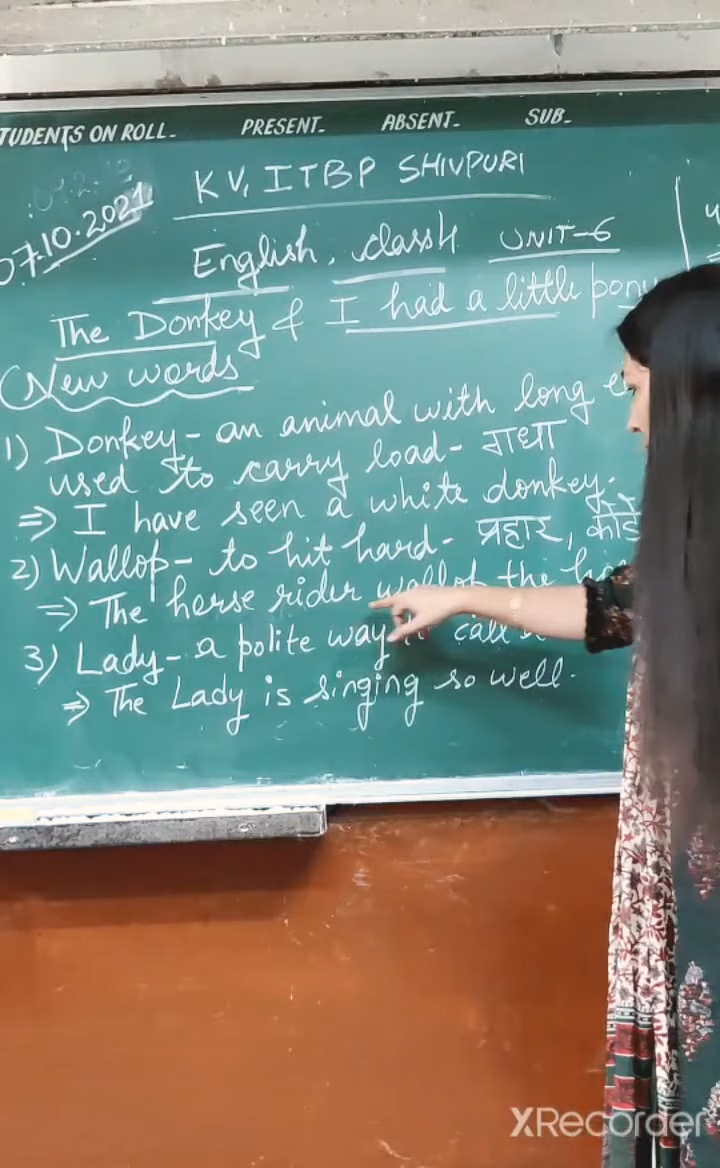 TUDENTS ON ROLL- PRESENT- ABSENT- SUB-
07.10.2021
KV, ITBP SHIVPURI
English, class4 UNIT-6
The Donkey & I had a little pony
New words
1) Donkey- an animal with long
used to carry load- गधा
⇒ I have seen a white donkey.
2) Wallop- to hit hard- प्रहार,
⇒ The horse rider wallop the
3) Lady- a polite way call
⇒ The Lady is singing so well.
XRecorder